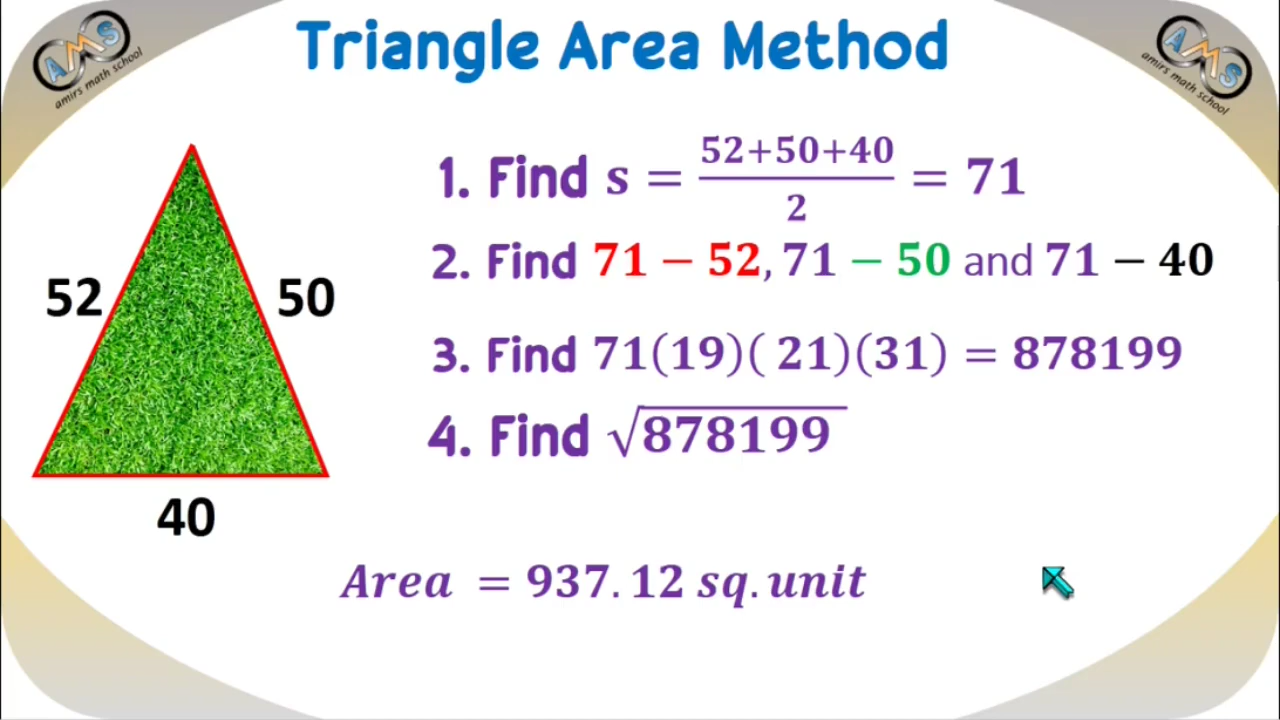 AMS
amirs math school
Triangle Area Method
AMS
amirs math school
52
50
40
1. Find s = \frac{52+50+40}{2} = 71
2. Find 71 − 52, 71 − 50 and 71 − 40
3. Find 71(19)( 21)(31) = 878199
4. Find √878199
Area = 937.12 sq.unit